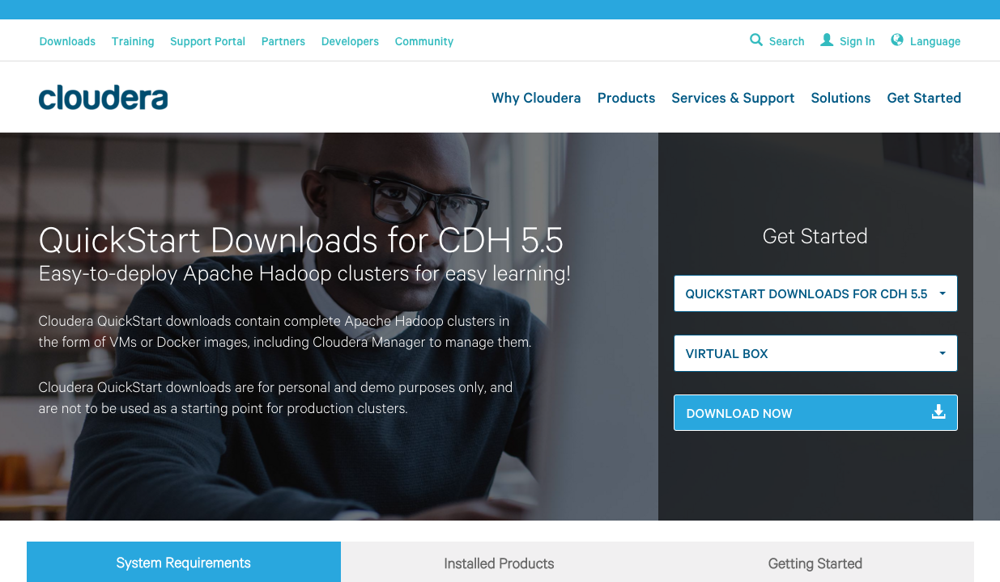 Downloads Training Support Portal Partners Developers Community Search Sign In Language
cloudera
Why Cloudera Products Services & Support Solutions Get Started
QuickStart Downloads for CDH 5.5
Easy-to-deploy Apache Hadoop clusters for easy learning!
Cloudera QuickStart downloads contain complete Apache Hadoop clusters in
the form of VMs or Docker images, including Cloudera Manager to manage them.
Cloudera QuickStart downloads are for personal and demo purposes only, and
are not to be used as a starting point for production clusters.
Get Started
QUICKSTART DOWNLOADS FOR CDH 5.5
VIRTUAL BOX
DOWNLOAD NOW
System Requirements Installed Products Getting Started